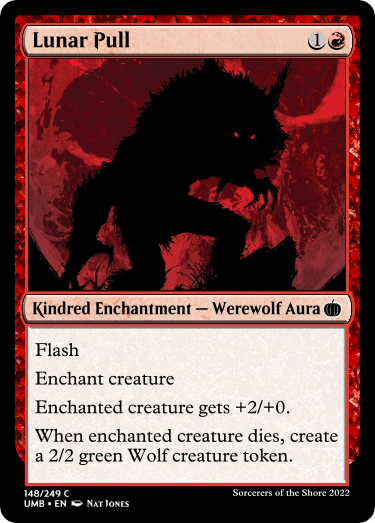 Lunar Pull 1
Kindred Enchantment — Werewolf Aura
Flash
Enchant creature
Enchanted creature gets +2/+0.
When enchanted creature dies, create
a 2/2 green Wolf creature token.
148/249 C
Sorcerers of the Shore 2022
UMB • EN Nat Jones